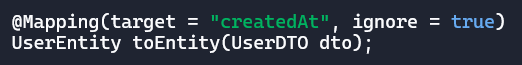 @Mapping(target = "createdAt", ignore = true)
UserEntity toEntity(UserDTO dto);